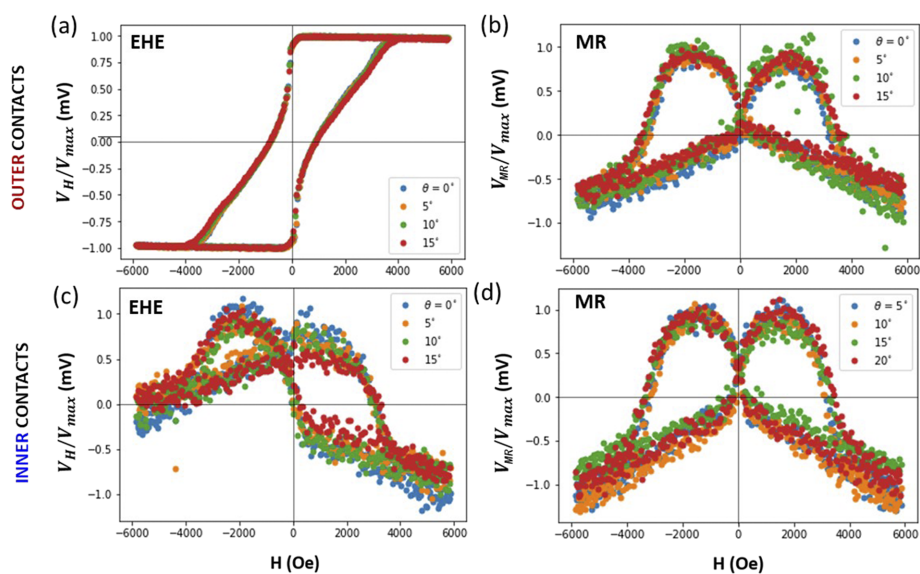 (a)
EHE
OUTER CONTACTS
V_H/V_max (mV)
1.00
0.75
0.50
0.25
0.00
−0.25
−0.50
−0.75
−1.00
θ = 0°
5°
10°
15°
−6000 −4000 −2000 0 2000 4000 6000
(b)
MR
V_MR/V_max (mV)
1.0
0.5
0.0
−0.5
−1.0
θ = 0°
5°
10°
15°
−6000 −4000 −2000 0 2000 4000 6000
(c)
EHE
INNER CONTACTS
V_H/V_max (mV)
1.0
0.5
0.0
−0.5
−1.0
θ = 0°
5°
10°
15°
−6000 −4000 −2000 0 2000 4000 6000
H (Oe)
(d)
MR
V_MR/V_max (mV)
1.0
0.5
0.0
−0.5
−1.0
θ = 5°
10°
15°
20°
−6000 −4000 −2000 0 2000 4000 6000
H (Oe)